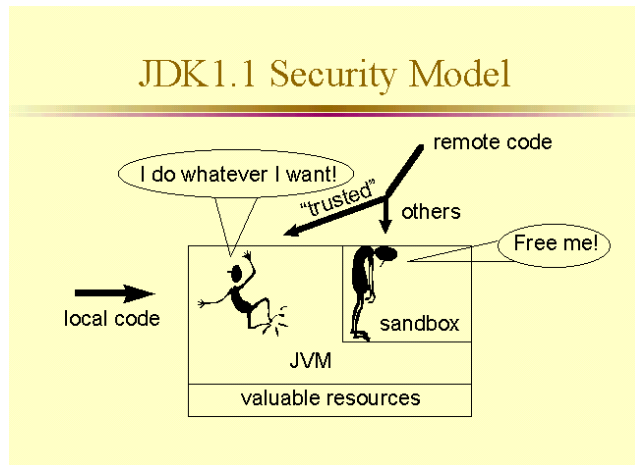 JDK1.1 Security Model
remote code
I do whatever I want!
“trusted”
others
Free me!
local code
sandbox
JVM
valuable resources